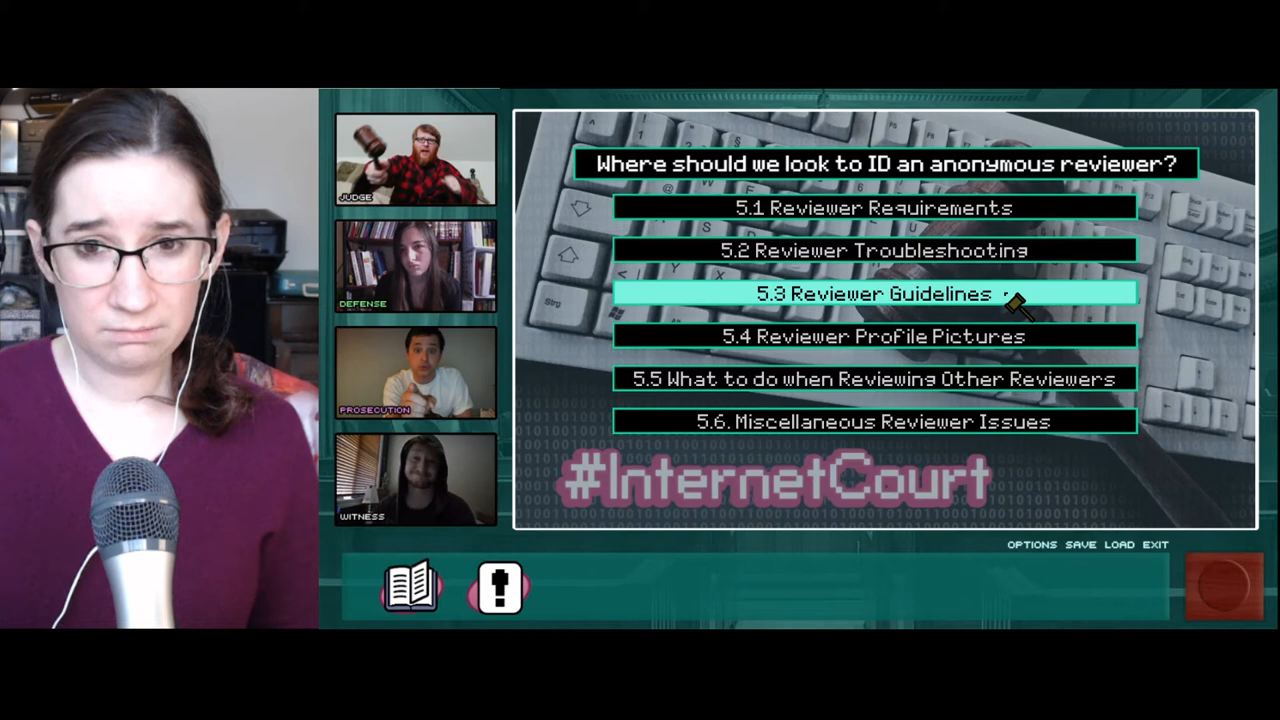 JUDGE
DEFENSE
PROSECUTION
WITNESS
Where should we look to ID an anonymous reviewer?
5.1 Reviewer Requirements
5.2 Reviewer Troubleshooting
5.3 Reviewer Guidelines
5.4 Reviewer Profile Pictures
5.5 What to do when Reviewing Other Reviewers
5.6. Miscellaneous Reviewer Issues
#InternetCourt
OPTIONS SAVE LOAD EXIT
!